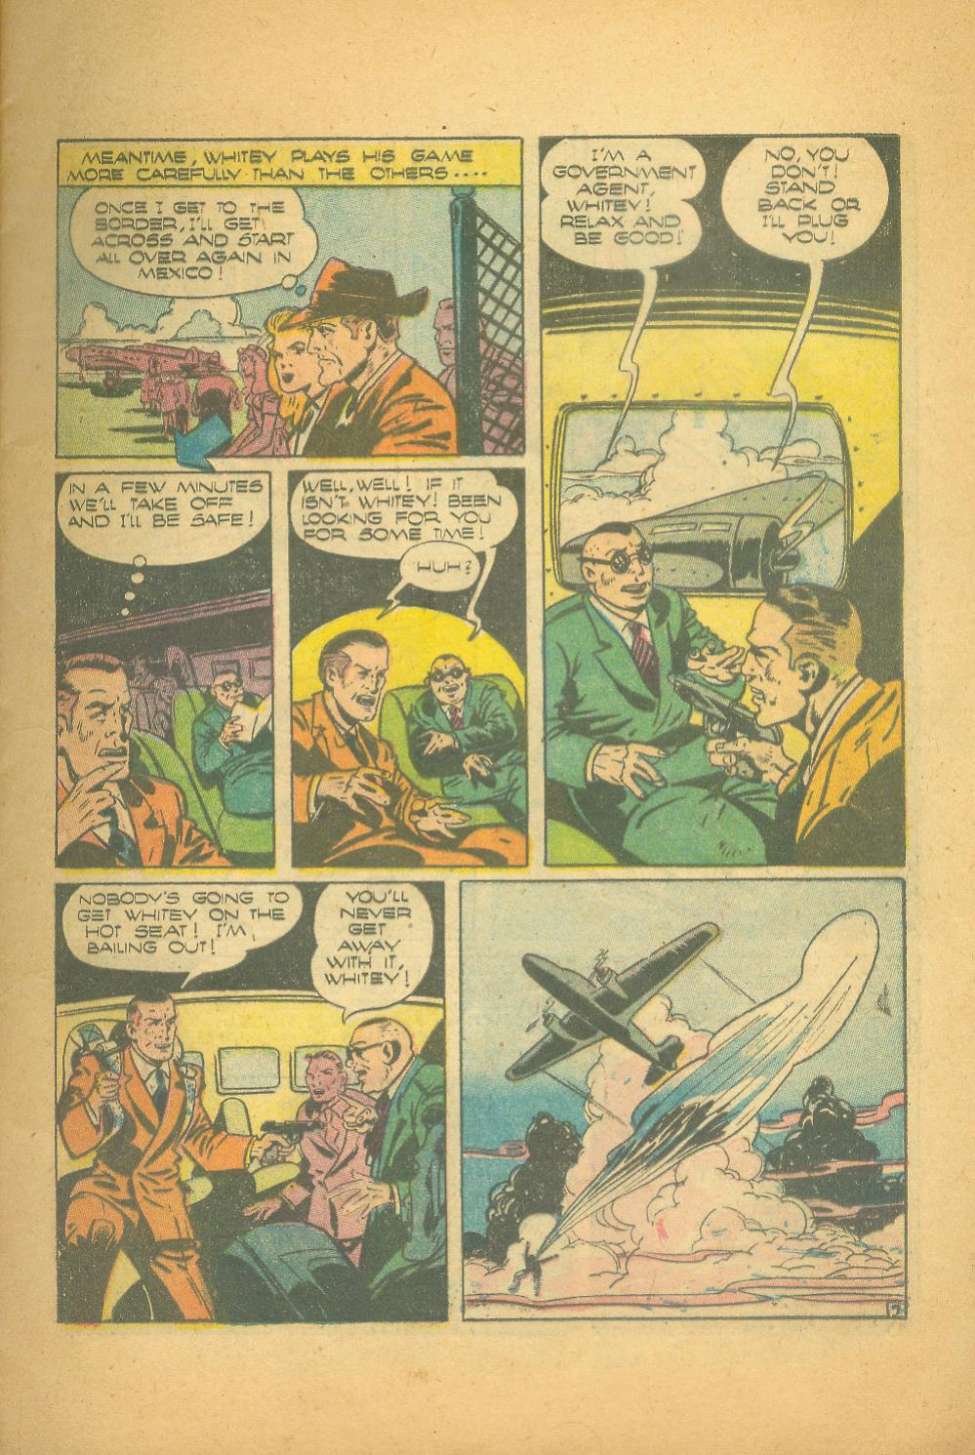 MEANTIME, WHITEY PLAYS HIS GAME
MORE CAREFULLY THAN THE OTHERS....
ONCE I GET TO THE
BORDER, I'LL GET
ACROSS AND START
ALL OVER AGAIN IN
MEXICO!
IN A FEW MINUTES
WE'LL TAKE OFF
AND I'LL BE SAFE!
WELL, WELL! IF IT
ISN'T WHITEY! BEEN
LOOKING FOR YOU
FOR SOME TIME!
HUH?
I'M A
GOVERNMENT
AGENT,
WHITEY!
RELAX AND
BE GOOD!
NO, YOU
DON'T!
STAND
BACK OR
I'LL PLUG
YOU!
NOBODY'S GOING TO
GET WHITEY ON THE
HOT SEAT! I'M
BAILING OUT!
YOU'LL
NEVER
GET
AWAY
WITH IT,
WHITEY!
7